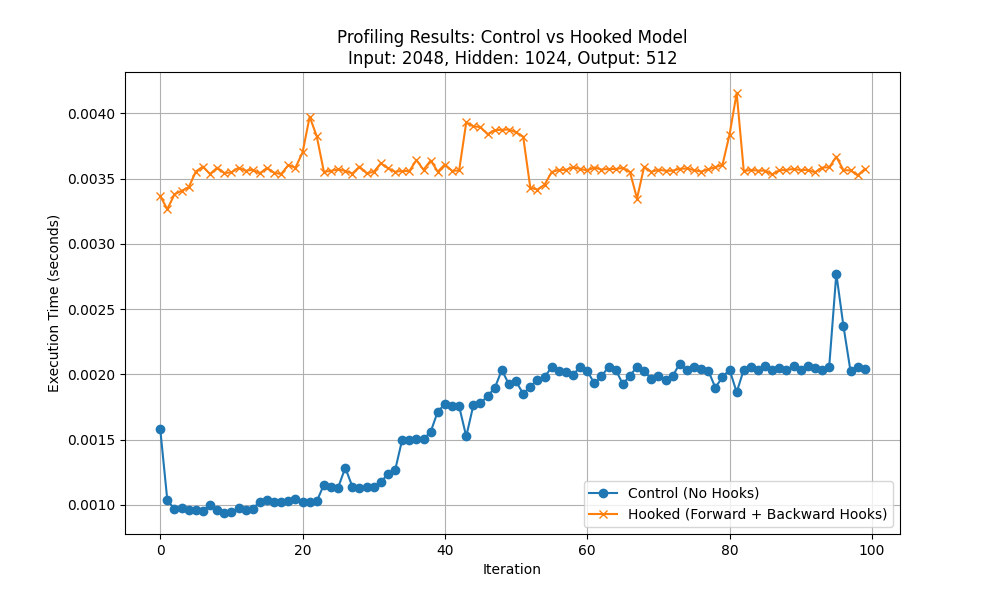 Profiling Results: Control vs Hooked Model
Input: 2048, Hidden: 1024, Output: 512
Execution Time (seconds)
0.0040
0.0035
0.0030
0.0025
0.0020
0.0015
0.0010
Control (No Hooks)
Hooked (Forward + Backward Hooks)
0 20 40 60 80 100
Iteration